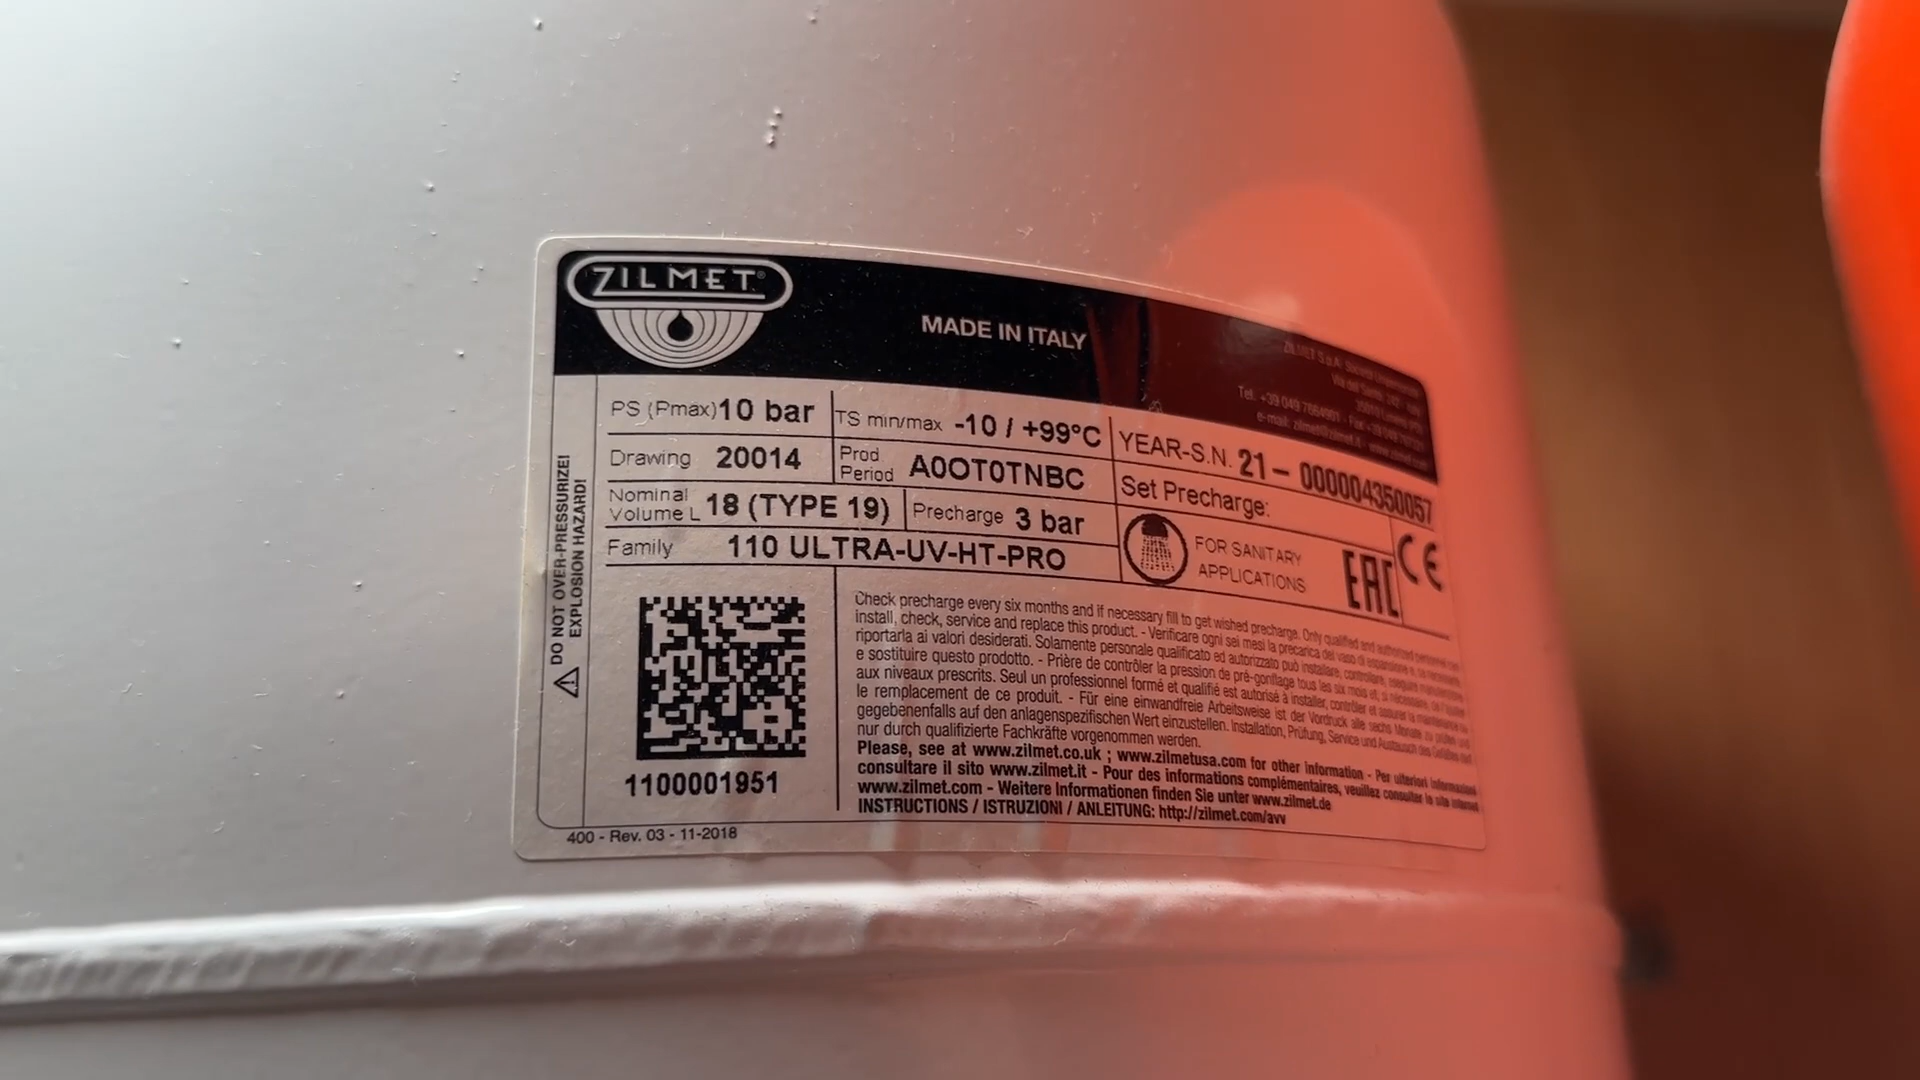 ZILMET®
MADE IN ITALY
ZILMET S.p.A.
Tel. +39 049 7664901 - Fax
e-mail: zilmet@zilmet.it - www.zilmet.com
PS (Pmax) 10 bar
TS min/max -10 / +99°C
YEAR-S.N. 21 - 000004350057
Drawing 20014
Prod Period A0OT0TNBC
Set Precharge:
Nominal Volume L 18 (TYPE 19)
Precharge 3 bar
Family 110 ULTRA-UV-HT-PRO
FOR SANITARY
APPLICATIONS
EAC
CE
DO NOT OVER-PRESSURIZE!
EXPLOSION HAZARD!
Check precharge every six months and if necessary fill to get wished precharge. Only qualified and authorized personnel can
install, check, service and replace this product. - Verificare ogni sei mesi la precarica del vaso di espansione e, se necessario,
riportarla ai valori desiderati. Solamente personale qualificato ed autorizzato può installare, controllare, eseguire manutenzione
e sostituire questo prodotto. - Prière de contrôler la pression de pré-gonflage tous les six mois et, si nécessaire, de l'ajuster
aux niveaux prescrits. Seul un professionnel formé et qualifié est autorisé à installer, contrôler et assurer la maintenance ou
le remplacement de ce produit. - Für eine einwandfreie Arbeitsweise ist der Vordruck alle sechs Monate zu prüfen und
gegebenenfalls auf den anlagenspezifischen Wert einzustellen. Installation, Prüfung, Service und Austausch des Gefäßes darf
nur durch qualifizierte Fachkräfte vorgenommen werden.
Please, see at www.zilmet.co.uk ; www.zilmetusa.com for other information - Per ulteriori informazioni
consultare il sito www.zilmet.it - Pour des informations complémentaires, veuillez consulter le site internet
www.zilmet.com - Weitere Informationen finden Sie unter www.zilmet.de
INSTRUCTIONS / ISTRUZIONI / ANLEITUNG: http://zilmet.com/avv
1100001951
400 - Rev. 03 - 11-2018